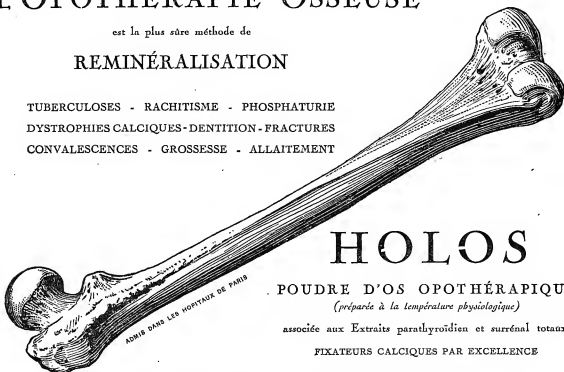 L'OPOTHÉRAPIE OSSEUSE
est la plus sûre méthode de
REMINÉRALISATION
TUBERCULOSES - RACHITISME - PHOSPHATURIE
DYSTROPHIES CALCIQUES - DENTITION - FRACTURES
CONVALESCENCES - GROSSESSE - ALLAITEMENT
ADMIS DANS LES HOPITAUX DE PARIS
HOLOS
POUDRE D'OS OPOTHÉRAPIQU
(préparée à la température physiologique)
associée aux Extraits parathyroïdien et surrénal totaux
FIXATEURS CALCIQUES PAR EXCELLENCE